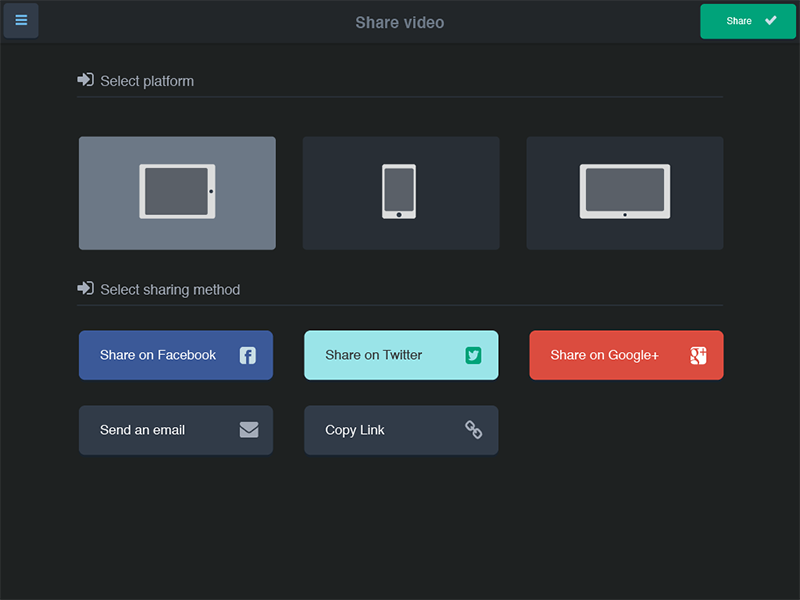 Share video
Share
Select platform
Select sharing method
Share on Facebook
Share on Twitter
Share on Google+
Send an email
Copy Link